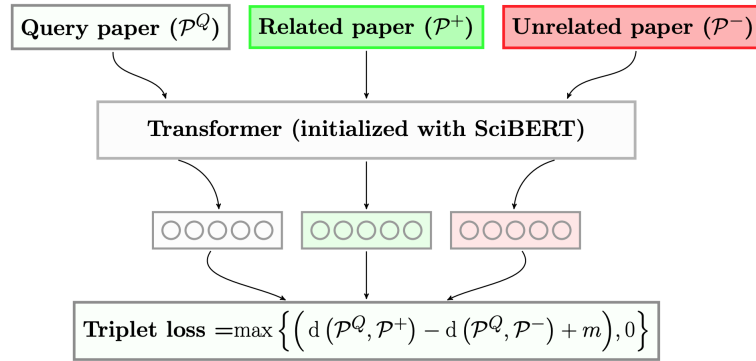 Query paper (𝒫^Q) Related paper (𝒫^+) Unrelated paper (𝒫^−)
Transformer (initialized with SciBERT)
Triplet loss =max{(d(𝒫^Q, 𝒫^+) − d(𝒫^Q, 𝒫^−) + m), 0}